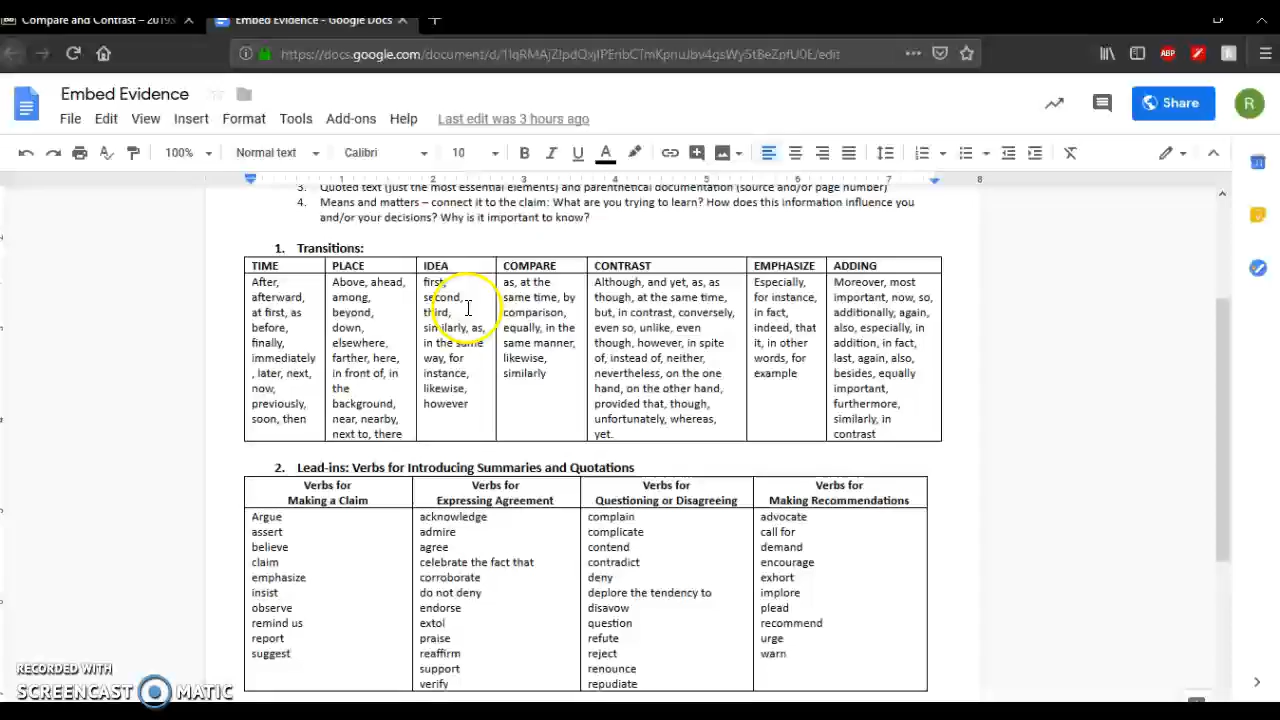 Compare and Contrast – 2019
Embed Evidence - Google Docs
Embed Evidence
File Edit View Insert Format Tools Add-ons Help Last edit was 3 hours ago
Share
R
100% Normal text Calibri 10
1 2 3 4 5 6 7 8
3. Quoted text (just the most essential elements) and parenthetical documentation (source and/or page number)
4. Means and matters – connect it to the claim: What are you trying to learn? How does this information influence you
and/or your decisions? Why is it important to know?
1. Transitions:
TIME PLACE IDEA COMPARE CONTRAST EMPHASIZE ADDING
After, Above, ahead, first, as, at the Although, and yet, as, as Especially, Moreover, most
afterward, among, second, same time, by though, at the same time, for instance, important, now, so,
at first, as beyond, third, comparison, but, in contrast, conversely, in fact, additionally, again,
before, down, similarly, as, equally, in the even so, unlike, even indeed, that also, especially, in
finally, elsewhere, in the same same manner, though, however, in spite it, in other addition, in fact,
immediately farther, here, way, for likewise, of, instead of, neither, words, for last, again, also,
, later, next, in front of, in instance, similarly nevertheless, on the one example besides, equally
now, the likewise, hand, on the other hand, important,
previously, background, however provided that, though, furthermore,
soon, then near, nearby, unfortunately, whereas, similarly, in
next to, there yet. contrast
2. Lead-ins: Verbs for Introducing Summaries and Quotations
Verbs for Verbs for Verbs for Verbs for
Making a Claim Expressing Agreement Questioning or Disagreeing Making Recommendations
Argue acknowledge complain advocate
assert admire complicate call for
believe agree contend demand
claim celebrate the fact that contradict encourage
emphasize corroborate deny exhort
insist do not deny deplore the tendency to implore
observe endorse disavow plead
remind us extol question recommend
report praise refute urge
suggest reaffirm reject warn
support renounce
verify repudiate
RECORDED WITH
SCREENCAST MATIC